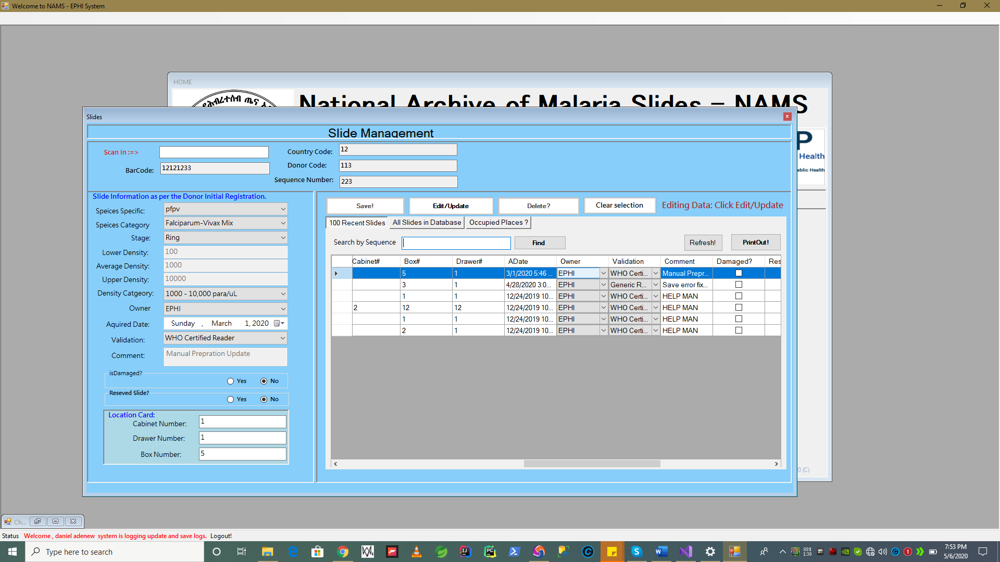 Welcome to NAMS - EPHI System
HOME
የሕብረተሰብ ጤና
National Archive of Malaria Slides – NAMS
P
Health
ublic Health
20 (C).
Slides
Slide Management
Scan In :=>
BarCode: 12121233
Country Code: 12
Donor Code: 113
Sequence Number: 223
Slide Information as per the Donor Initial Registration.
Speices Specific: pfpv
Speices Category Falciparum-Vivax Mix
Stage: Ring
Lower Density: 100
Average Density: 1000
Upper Density: 10000
Density Catgeory: 1000 - 10,000 para/uL
Owner EPHI
Aquired Date: Sunday , March 1, 2020
Validation: WHO Certified Reader
Comment: Manual Prepration Update
isDamaged?
Yes No
Reseved Slide?
Yes No
Location Card:
Cabinet Number: 1
Drawer Number: 1
Box Number: 5
Save! Edit/Update Delete? Clear selection Editing Data: Click Edit/Update
100 Recent Slides All Slides in Database Occupied Places ?
Search by Sequence Find Refresh! PrintOut!
Cabinet# Box# Drawer# ADate Owner Validation Comment Damaged? Res
5 1 3/1/2020 5:46 ... EPHI WHO Certi... Manual Prepr...
3 1 4/28/2020 3:0... EPHI Generic R... Save error fix...
1 1 12/24/2019 10... EPHI WHO Certi... HELP MAN
2 12 12 12/24/2019 10... EPHI WHO Certi... HELP MAN
1 1 12/24/2019 10... EPHI WHO Certi... HELP MAN
2 1 12/24/2019 10... EPHI WHO Certi... HELP MAN
Ch...
Status Welcome , daniel adenew system is logging update and save logs. Logout!
Type here to search
88%
1:38
7:53 PM
5/6/2020